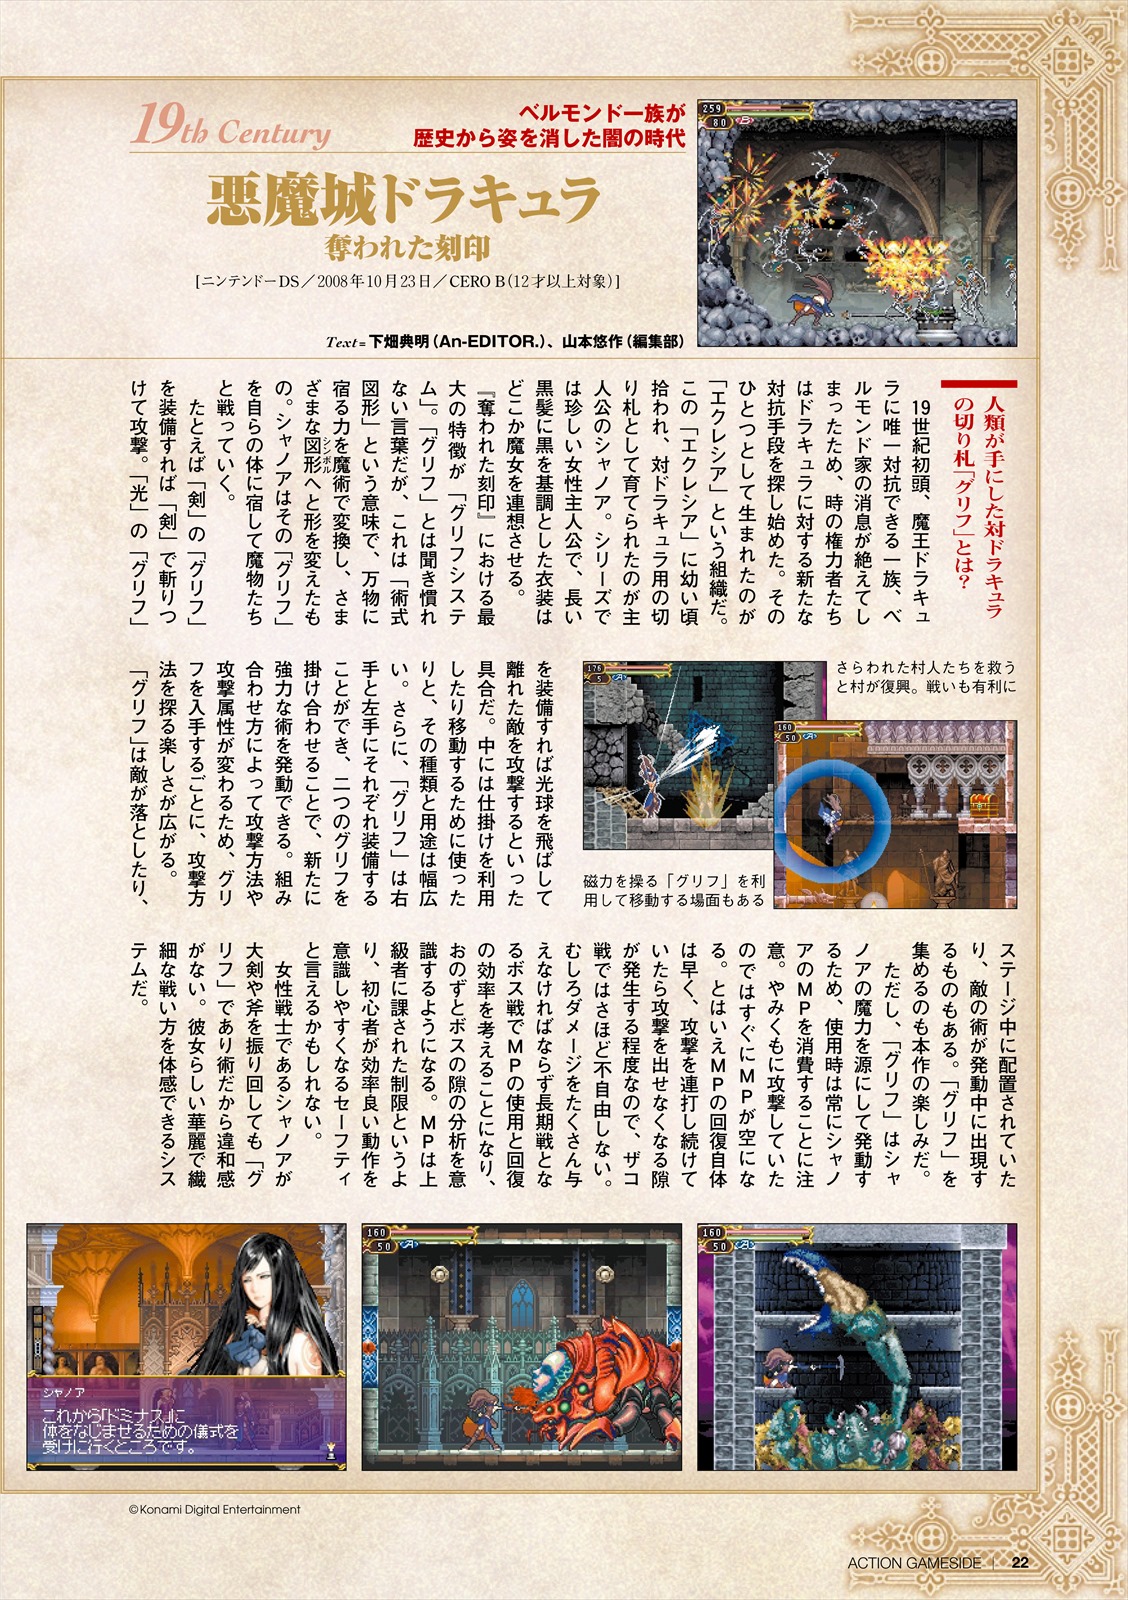 19th Century
ベルモンド一族が
歴史から姿を消した闇の時代
悪魔城ドラキュラ
奪われた刻印
[ニンテンドーDS／2008年10月23日／CERO B（12才以上対象）]
Text＝下畑典明（An-EDITOR.）、山本悠作（編集部）
259
80
人類が手にした対ドラキュラ
の切り札「グリフ」とは？
19世紀初頭、魔王ドラキュ
ラに唯一対抗できる一族、ベ
ルモンド家の消息が絶えてし
まったため、時の権力者たち
はドラキュラに対する新たな
対抗手段を探し始めた。その
ひとつとして生まれたのが
「エクレシア」という組織だ。
この「エクレシア」に幼い頃
拾われ、対ドラキュラ用の切
り札として育てられたのが主
人公のシャノア。シリーズで
は珍しい女性主人公で、長い
黒髪に黒を基調とした衣装は
どこか魔女を連想させる。
『奪われた刻印』における最
大の特徴が「グリフシステ
ム」。「グリフ」とは聞き慣れ
ない言葉だが、これは「術式
図形」という意味で、万物に
宿る力を魔術で変換し、さま
ざまな図形へと形を変えたも
シンボル
の。シャノアはその「グリフ」
を自らの体に宿して魔物たち
と戦っていく。
たとえば「剣」の「グリフ」
を装備すれば「剣」で斬りつ
けて攻撃。「光」の「グリフ」
さらわれた村人たちを救う
と村が復興。戦いも有利に
176
5
160
50
磁力を操る「グリフ」を利
用して移動する場面もある
を装備すれば光球を飛ばして
離れた敵を攻撃するといった
具合だ。中には仕掛けを利用
したり移動するために使った
りと、その種類と用途は幅広
い。さらに、「グリフ」は右
手と左手にそれぞれ装備する
ことができ、二つのグリフを
掛け合わせることで、新たに
強力な術を発動できる。組み
合わせ方によって攻撃方法や
攻撃属性が変わるため、グリ
フを入手するごとに、攻撃方
法を探る楽しさが広がる。
「グリフ」は敵が落としたり、
ステージ中に配置されていた
り、敵の術が発動中に出現す
るものもある。「グリフ」を
集めるのも本作の楽しみだ。
ただし、「グリフ」はシャ
ノアの魔力を源にして発動す
るため、使用時は常にシャノ
アのMPを消費することに注
意。やみくもに攻撃していた
のではすぐにMPが空にな
る。とはいえMPの回復自体
は早く、攻撃を連打し続けて
いたら攻撃を出せなくなる隙
が発生する程度なので、ザコ
戦ではさほど不自由しない。
むしろダメージをたくさん与
えなければならず長期戦とな
るボス戦でMPの使用と回復
の効率を考えることになり、
おのずとボスの隙の分析を意
識するようになる。MPは上
級者に課された制限というよ
り、初心者が効率良い動作を
意識しやすくなるセーフティ
と言えるかもしれない。
女性戦士であるシャノアが
大剣や斧を振り回しても「グ
リフ」であり術だから違和感
がない。彼女らしい華麗で繊
細な戦い方を体感できるシス
テムだ。
160
50
160
50
シャノア
これから「ドミナス」に
体をなじませるための儀式を
受けに行くところです。
©Konami Digital Entertainment
ACTION GAMESIDE | 22